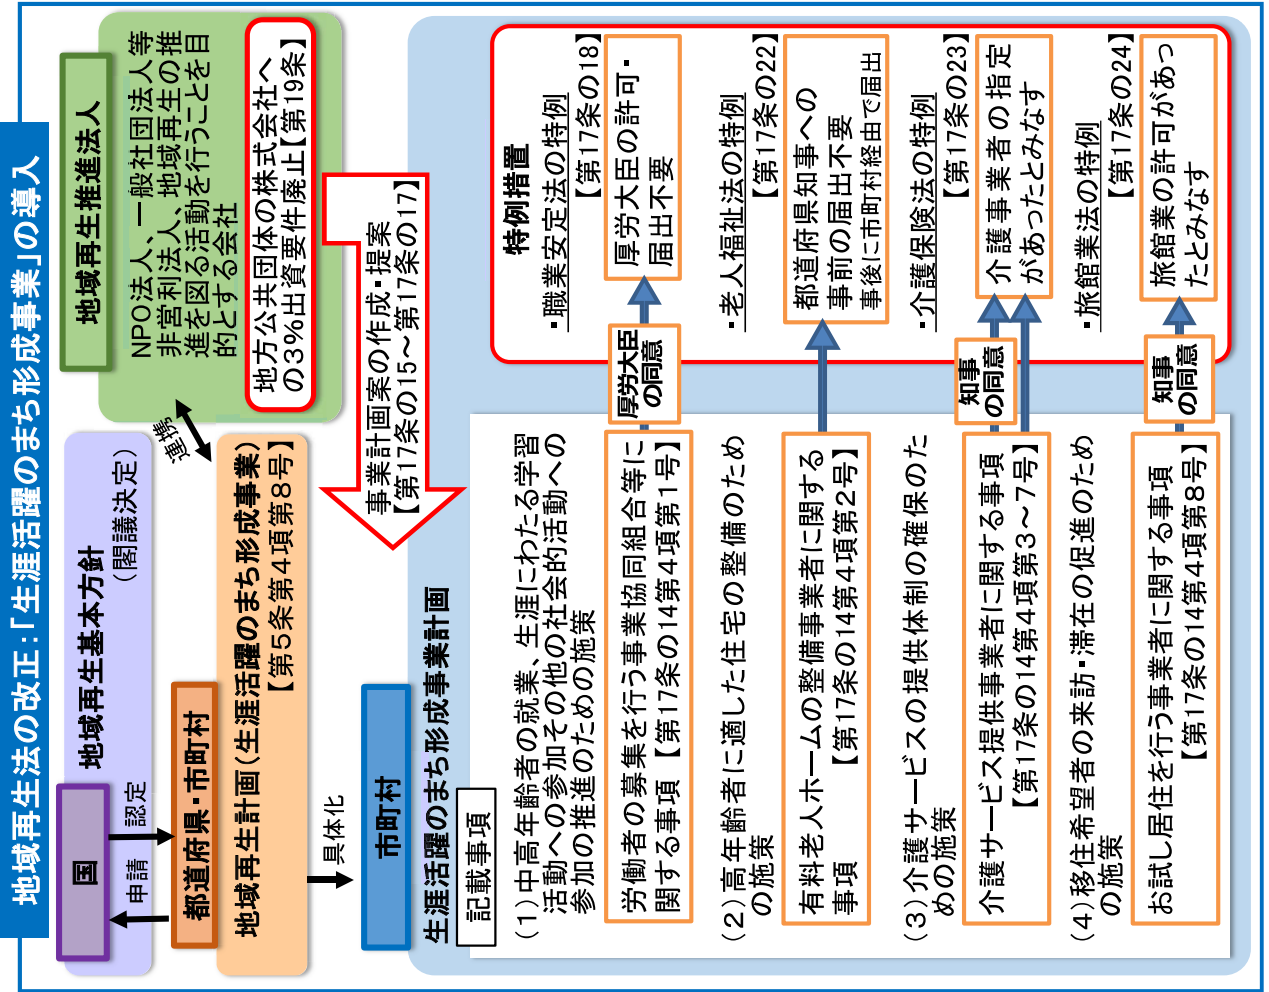 地域再生法の改正:「生涯活躍のまち形成事業」の導入
国
地域再生基本方針
(閣議決定)
申請
認定
都道府県・市町村
地域再生計画(生涯活躍のまち形成事業)
【第5条第4項第8号】
連携
地域再生推進法人
NPO法人、一般社団法人等
非営利法人、地域再生の推
進を図る活動を行うことを目
的とする会社
地方公共団体の株式会社へ
の3%出資要件廃止【第19条】
具体化
事業計画案の作成・提案
【第17条の15~第17条の17】
市町村
生涯活躍のまち形成事業計画
記載事項
(1)中高年齢者の就業、生涯にわたる学習
活動への参加その他の社会的活動への
参加の推進のための施策
労働者の募集を行う事業協同組合等に
関する事項 【第17条の14第4項第1号】
(2)高年齢者に適した住宅の整備のため
の施策
有料老人ホームの整備事業者に関する
事項 【第17条の14第4項第2号】
(3)介護サービスの提供体制の確保のた
めの施策
介護サービス提供事業者に関する事項
【第17条の14第4項第3~7号】
(4)移住希望者の来訪・滞在の促進のため
の施策
お試し居住を行う事業者に関する事項
【第17条の14第4項第8号】
厚労大臣
の同意
知事
の同意
知事
の同意
特例措置
・職業安定法の特例
【第17条の18】
厚労大臣の許可・
届出不要
・老人福祉法の特例
【第17条の22】
都道府県知事への
事前の届出不要
事後に市町村経由で届出
・介護保険法の特例
【第17条の23】
介護事業者の指定
があったとみなす
・旅館業法の特例
【第17条の24】
旅館業の許可があっ
たとみなす